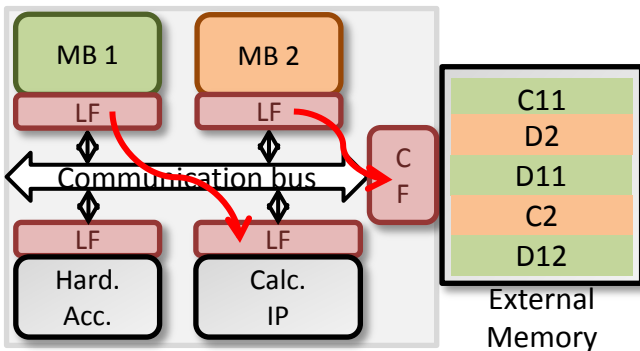 MB 1
MB 2
LF
LF
C
F
Communication bus
LF
LF
Hard.
Acc.
Calc.
IP
C11
D2
D11
C2
D12
External
Memory